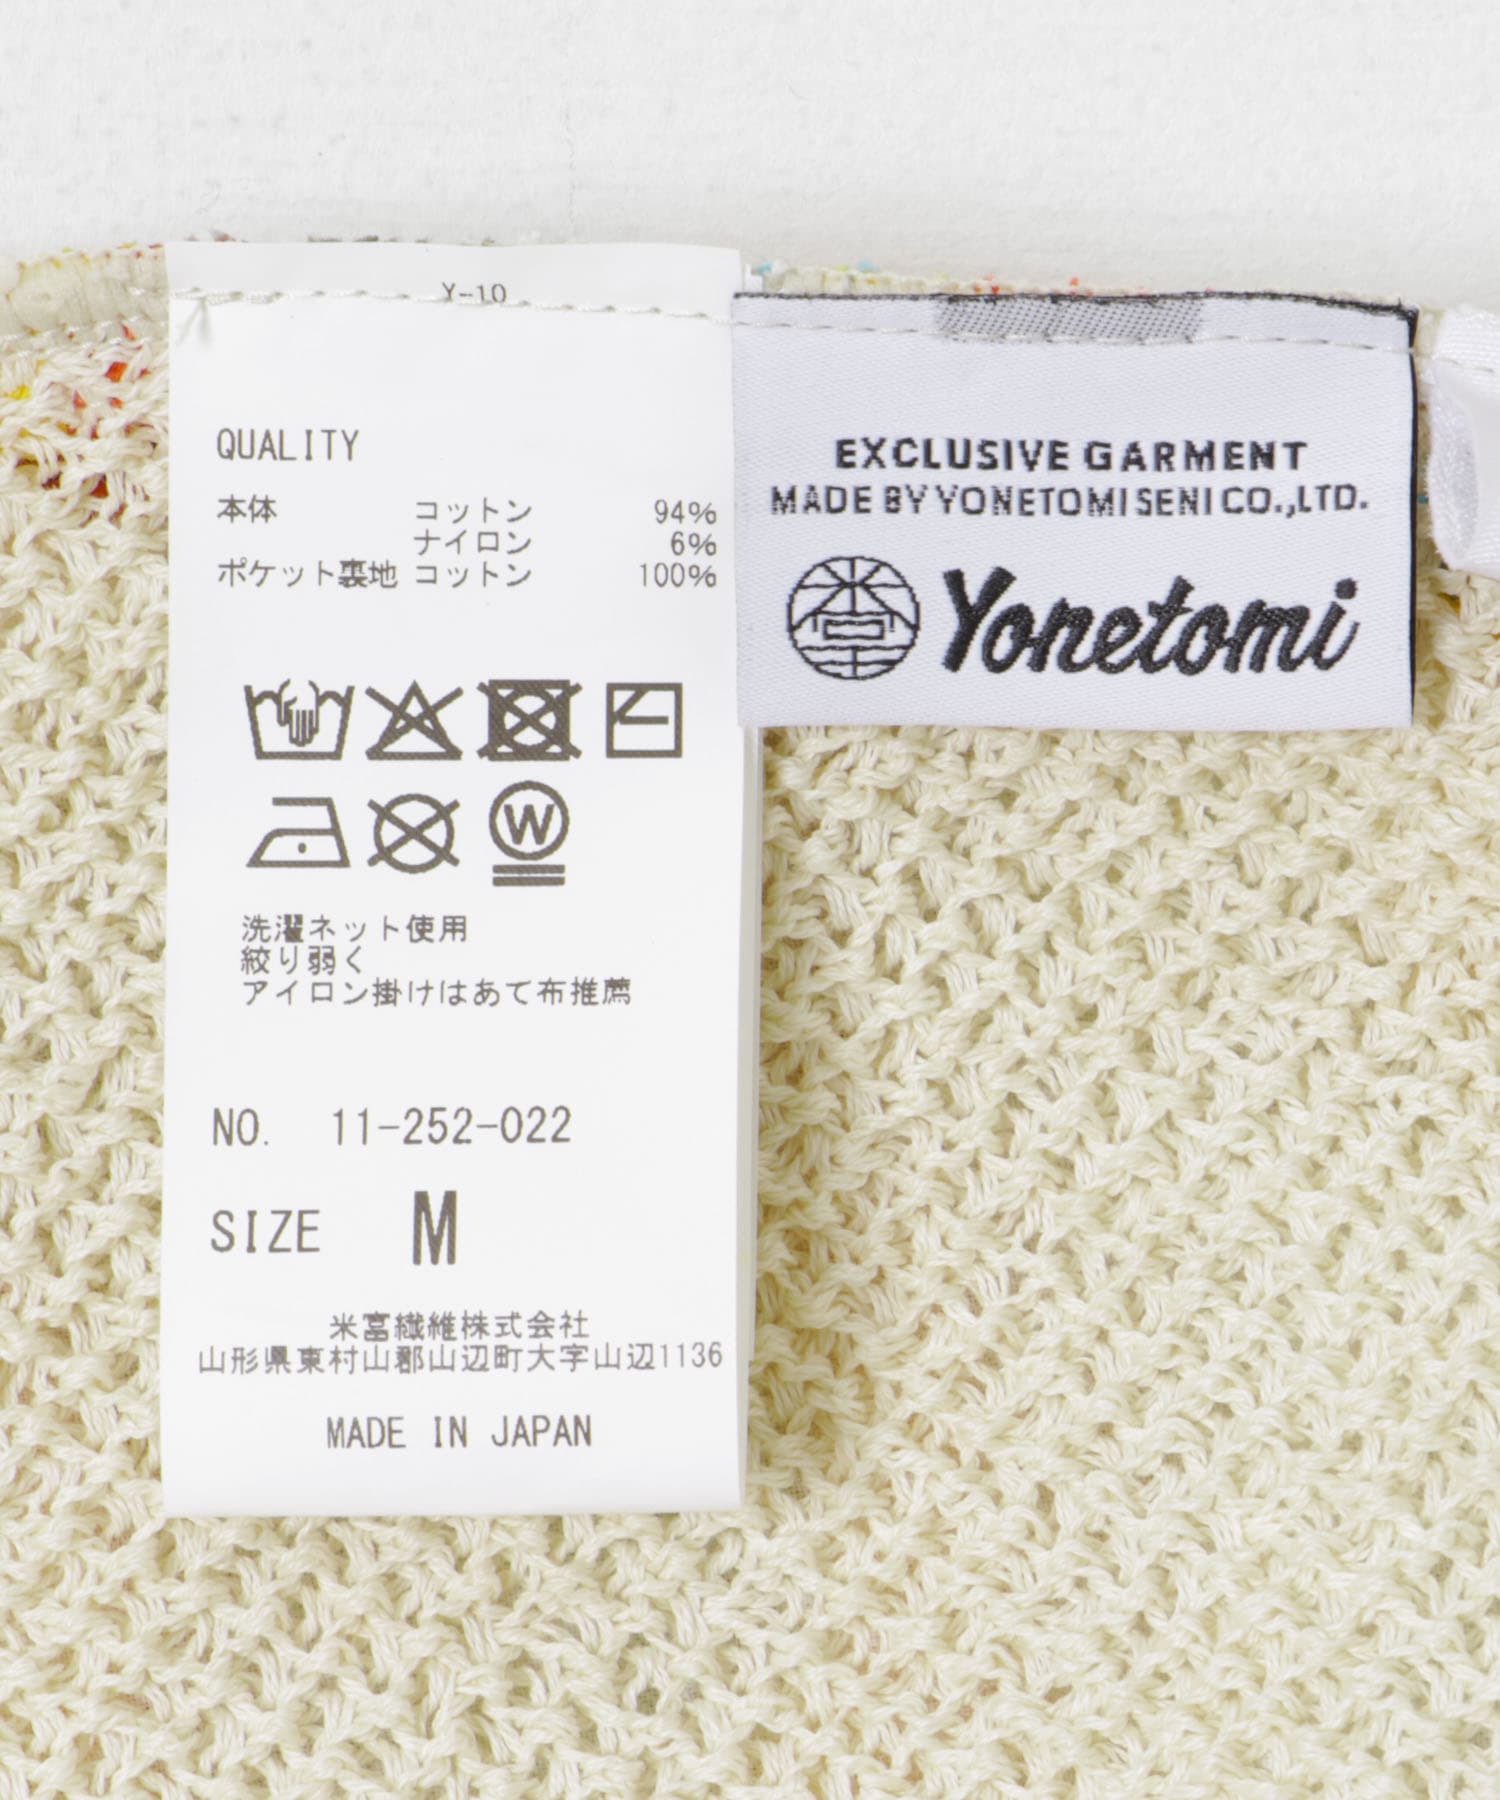 Y-10
QUALITY
本体 コットン 94%
ナイロン 6%
ポケット裏地 コットン 100%
W
洗濯ネット使用
絞り弱く
アイロン掛けはあて布推薦
NO. 11-252-022
SIZE M
米富繊維株式会社
山形県東村山郡山辺町大字山辺1136
MADE IN JAPAN
EXCLUSIVE GARMENT
MADE BY YONETOMI SENI CO.,LTD.
Yonetomi